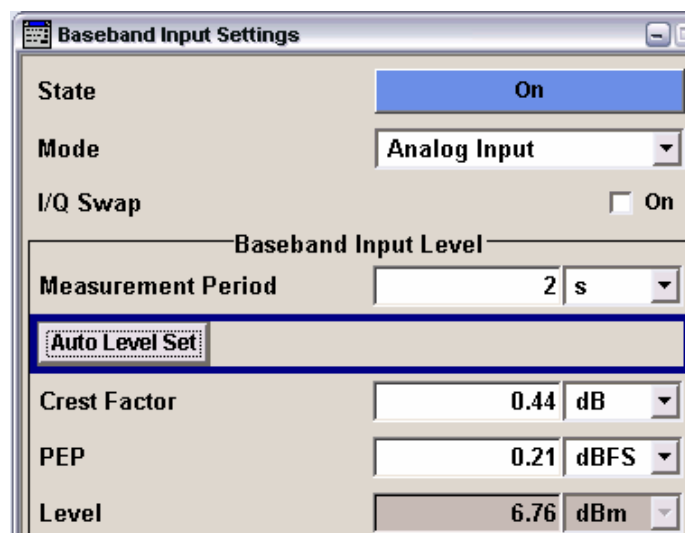 Baseband Input Settings
State On
Mode Analog Input
I/Q Swap On
Baseband Input Level
Measurement Period 2 s
Auto Level Set
Crest Factor 0.44 dB
PEP 0.21 dBFS
Level 6.76 dBm